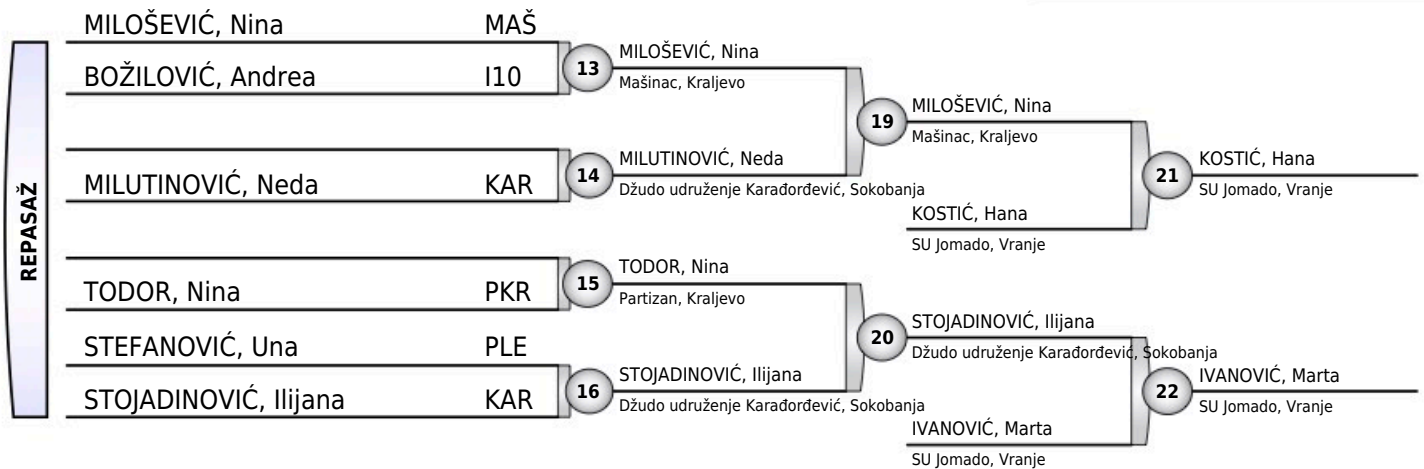 REPASAŽ
MILOŠEVIĆ, Nina MAŠ
BOŽILOVIĆ, Andrea I10
MILUTINOVIĆ, Neda KAR
TODOR, Nina PKR
STEFANOVIĆ, Una PLE
STOJADINOVIĆ, Ilijana KAR
13
MILOŠEVIĆ, Nina
Mašinac, Kraljevo
14
MILUTINOVIĆ, Neda
Džudo udruženje Karađorđević, Sokobanja
15
TODOR, Nina
Partizan, Kraljevo
16
STOJADINOVIĆ, Ilijana
Džudo udruženje Karađorđević, Sokobanja
19
MILOŠEVIĆ, Nina
Mašinac, Kraljevo
KOSTIĆ, Hana
SU Jomado, Vranje
20
STOJADINOVIĆ, Ilijana
Džudo udruženje Karađorđević, Sokobanja
IVANOVIĆ, Marta
SU Jomado, Vranje
21
KOSTIĆ, Hana
SU Jomado, Vranje
22
IVANOVIĆ, Marta
SU Jomado, Vranje